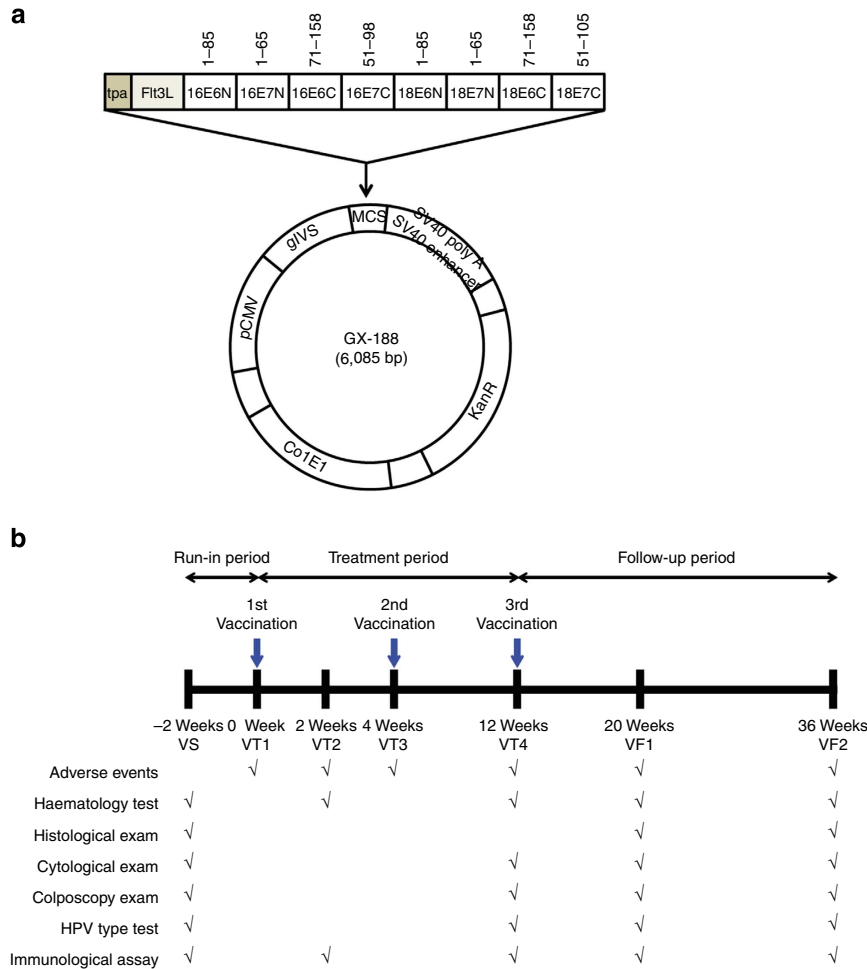 a
1–85 1–65 71–158 51–98 1–85 1–65 71–158 51–105
tpa Flt3L 16E6N 16E7N 16E6C 16E7C 18E6N 18E7N 18E6C 18E7C
MCS
gIVS
SV40 poly A
SV40 enhancer
pCMV
GX-188
(6,085 bp)
KanR
Co1E1
b
Run-in period Treatment period Follow-up period
1st 2nd 3rd
Vaccination Vaccination Vaccination
–2 Weeks 0 Week 2 Weeks 4 Weeks 12 Weeks 20 Weeks 36 Weeks
VS VT1 VT2 VT3 VT4 VF1 VF2
Adverse events √ √ √ √ √ √
Haematology test √ √ √ √ √
Histological exam √ √ √
Cytological exam √ √ √ √
Colposcopy exam √ √ √ √
HPV type test √ √ √ √
Immunological assay √ √ √ √ √